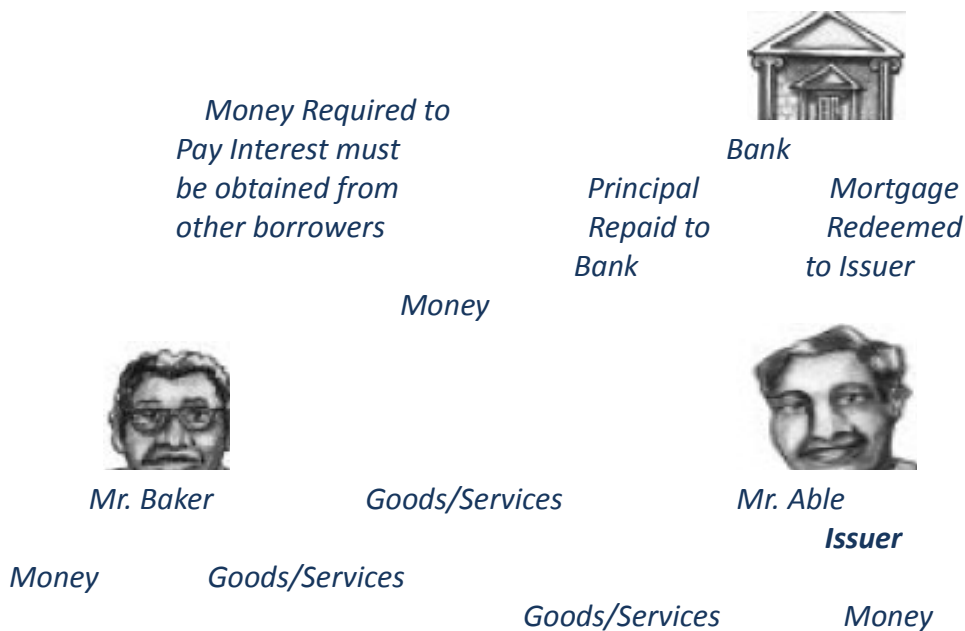 Money Required to
Pay Interest must Bank
be obtained from Principal Mortgage
other borrowers Repaid to Redeemed
Bank to Issuer
Money
Mr. Baker Goods/Services Mr. Able
Issuer
Money Goods/Services
Goods/Services Money